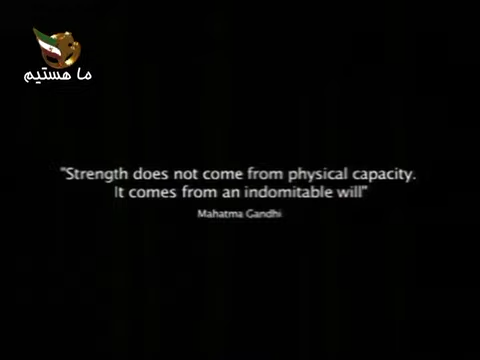 ما هستیم
"Strength does not come from physical capacity.
It comes from an indomitable will"
Mahatma Gandhi